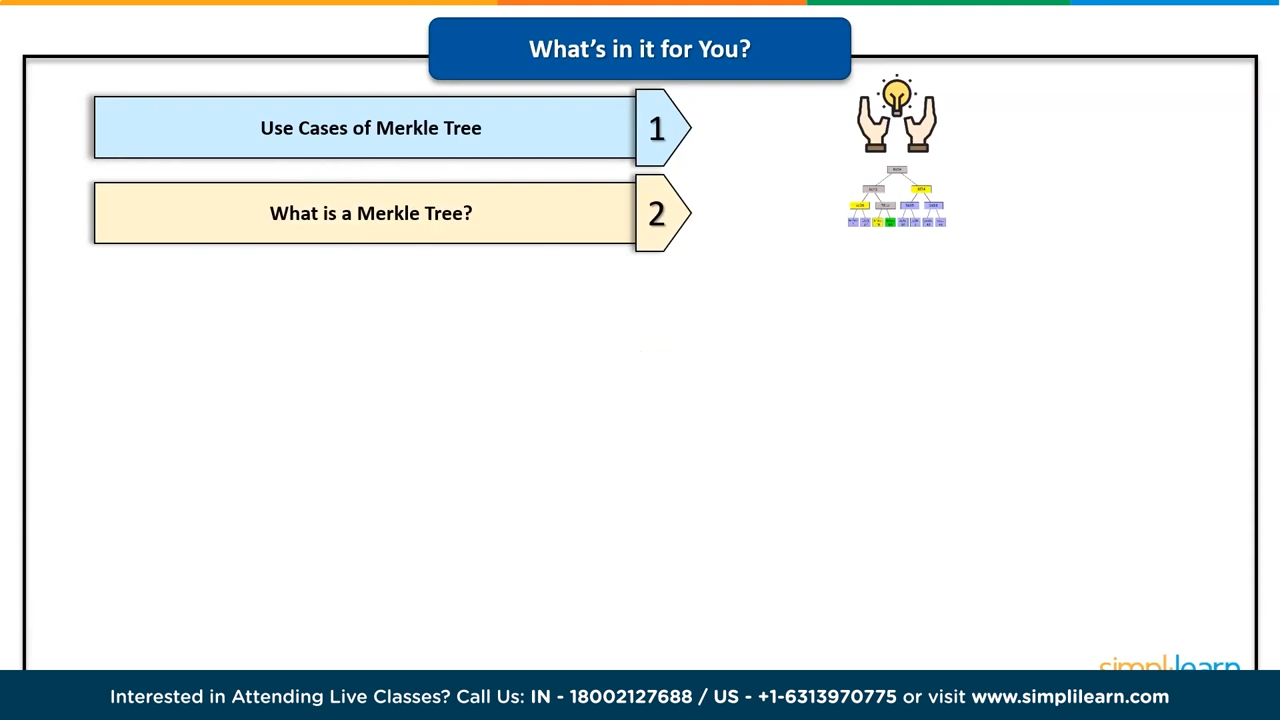 What's in it for You?
Use Cases of Merkle Tree
1
What is a Merkle Tree?
2
simplilearn
Interested in Attending Live Classes? Call Us: IN - 18002127688 / US - +1-6313970775 or visit www.simplilearn.com